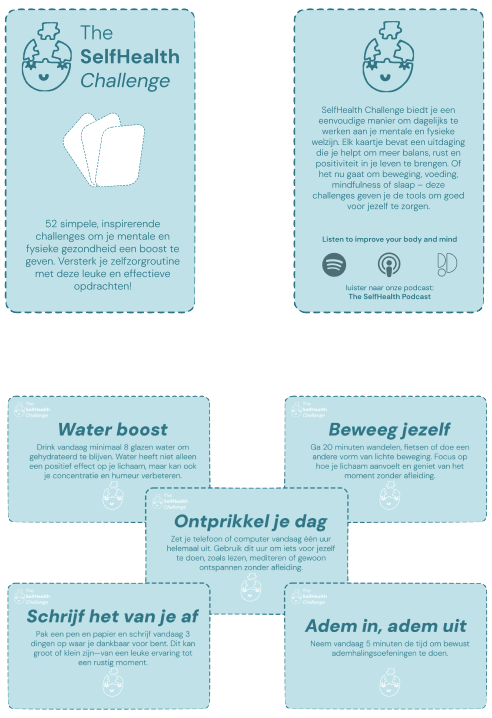 The
SelfHealth
Challenge
52 simpele, inspirerende
challenges om je mentale en
fysieke gezondheid een boost te
geven. Versterk je zelfzorgroutine
met deze leuke en effectieve
opdrachten!
SelfHealth Challenge biedt je een
eenvoudige manier om dagelijks te
werken aan je mentale en fysieke
welzijn. Elk kaartje bevat een uitdaging
die je helpt om meer balans, rust en
positiviteit in je leven te brengen. Of
het nu gaat om beweging, voeding,
mindfulness of slaap – deze
challenges geven je de tools om goed
voor jezelf te zorgen.
Listen to improve your body and mind
luister naar onze podcast:
The SelfHealth Podcast
The
SelfHealth
Challenge
Water boost
Drink vandaag minimaal 8 glazen water om
gehydrateerd te blijven. Water heeft niet alleen
een positief effect op je lichaam, maar kan ook
je concentratie en humeur verbeteren.
The
SelfHealth
Challenge
Beweeg jezelf
Ga 20 minuten wandelen, fietsen of doe een
andere vorm van lichte beweging. Focus op
hoe je lichaam aanvoelt en geniet van het
moment zonder afleiding.
The
SelfHealth
Challenge
Ontprikkel je dag
Zet je telefoon of computer vandaag één uur
helemaal uit. Gebruik dit uur om iets voor jezelf
te doen, zoals lezen, mediteren of gewoon
ontspannen zonder afleiding.
The
SelfHealth
Challenge
Schrijf het van je af
Pak een pen en papier en schrijf vandaag 3
dingen op waar je dankbaar voor bent. Dit kan
groot of klein zijn—van een leuke ervaring tot
een rustig moment.
The
SelfHealth
Challenge
Adem in, adem uit
Neem vandaag 5 minuten de tijd om bewust
ademhalingsoefeningen te doen.